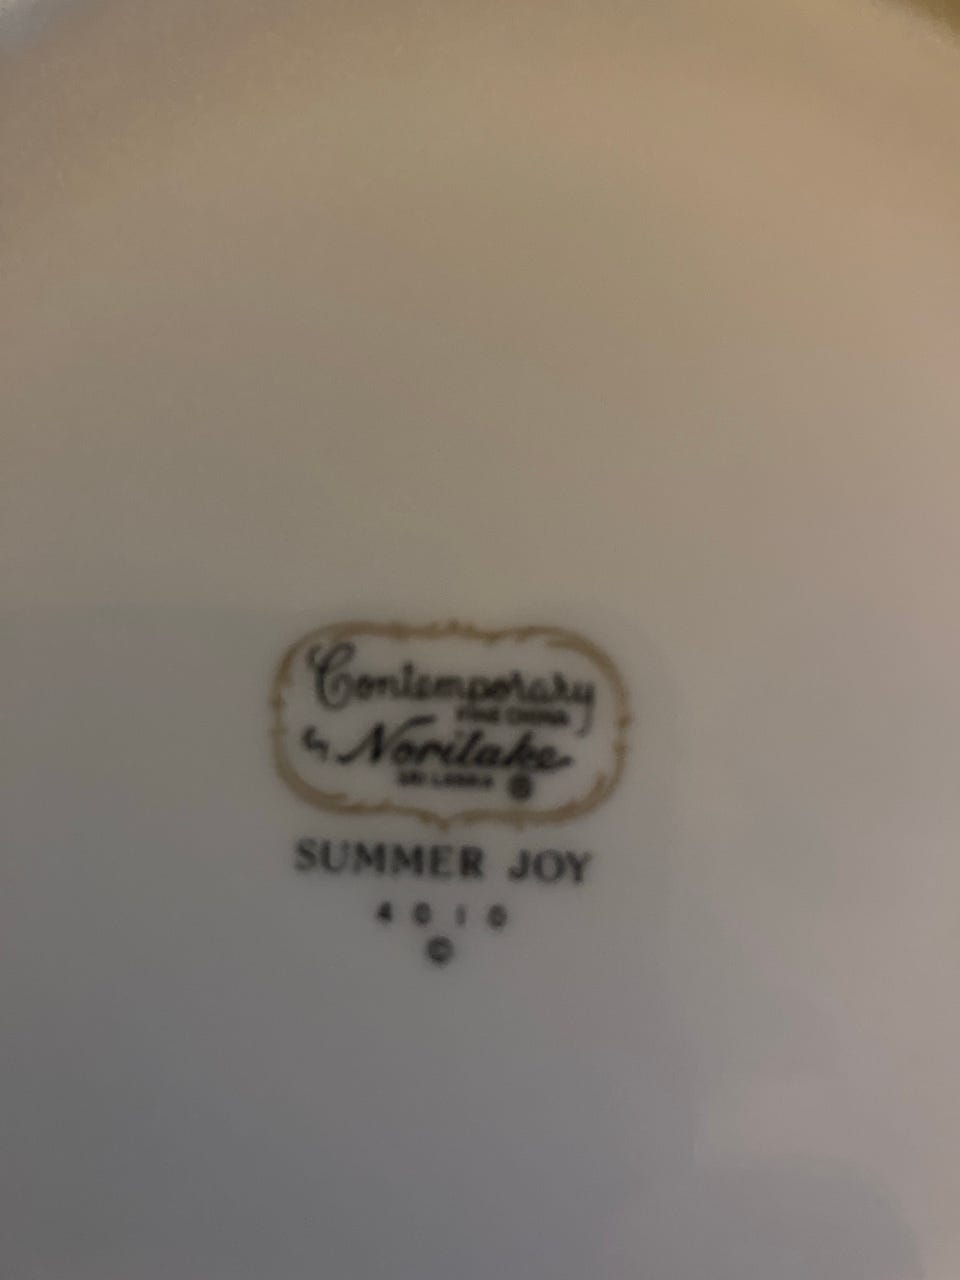 Contemporary
FINE CHINA
by Noritake
SRI LANKA ®
SUMMER JOY
4010
©